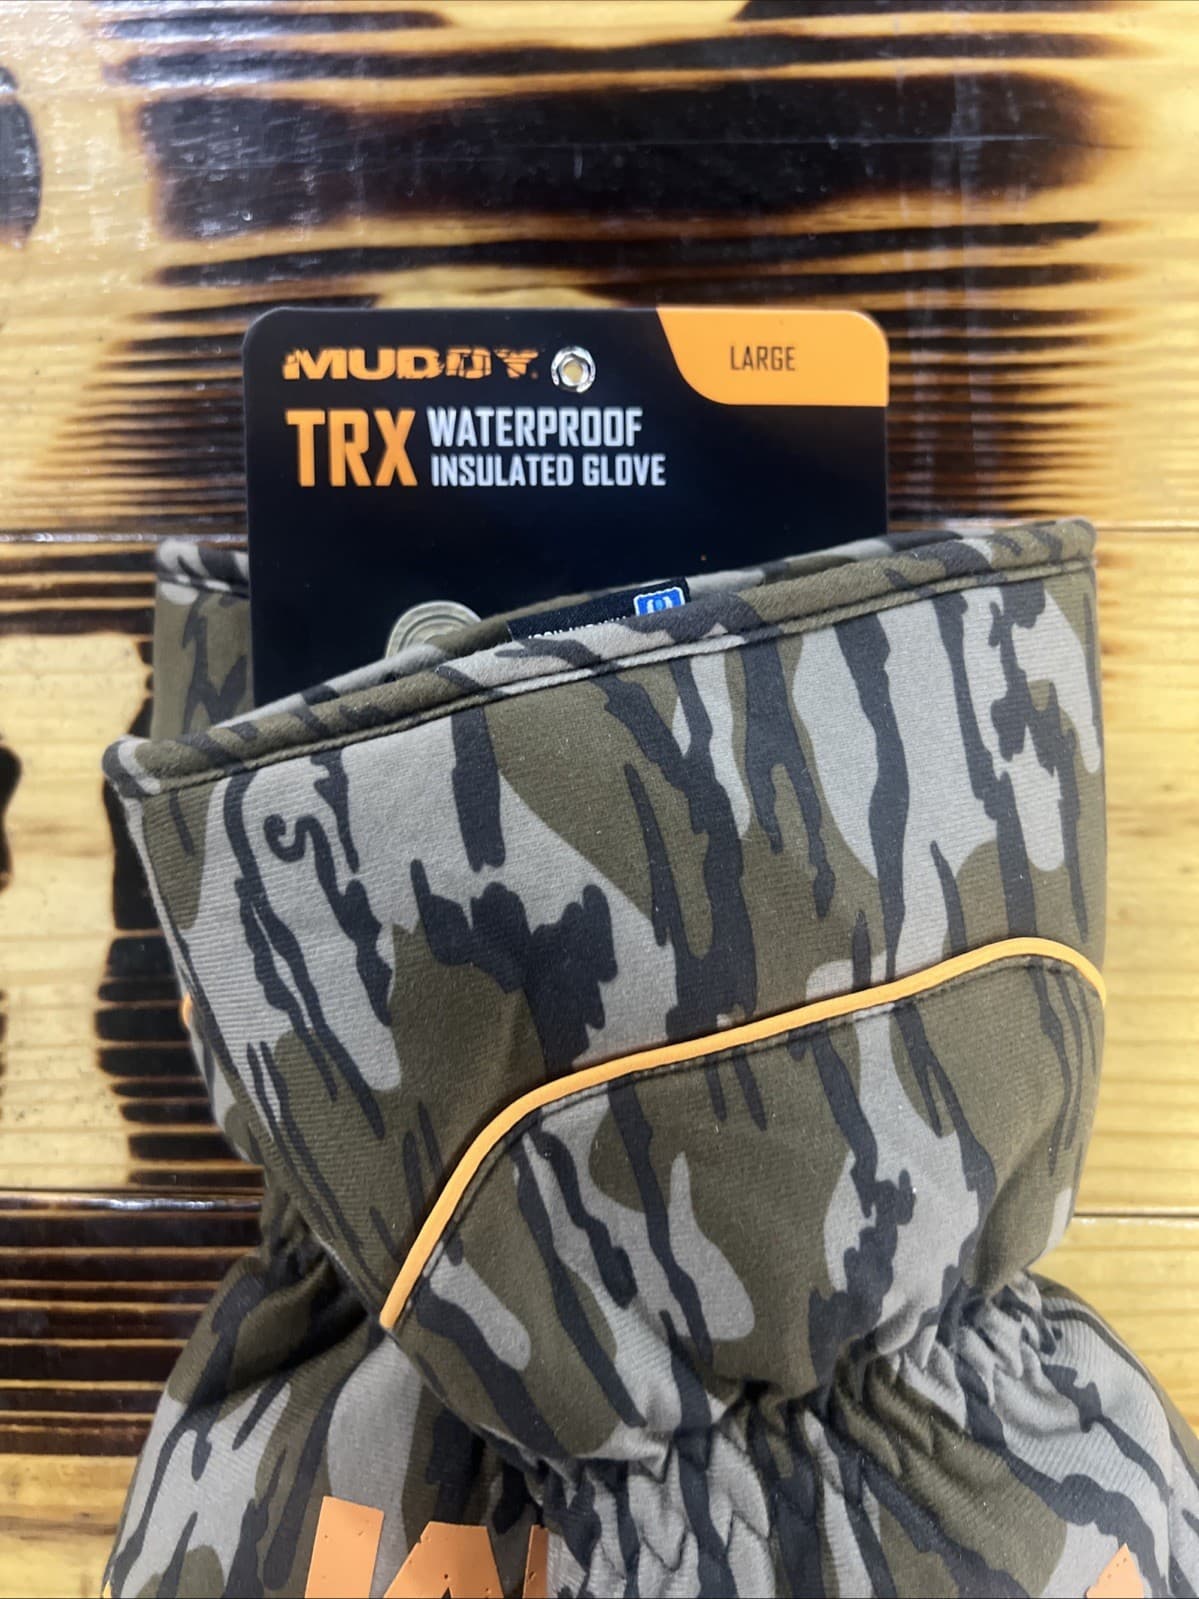 MUDDY.
LARGE
TRX WATERPROOF
INSULATED GLOVE